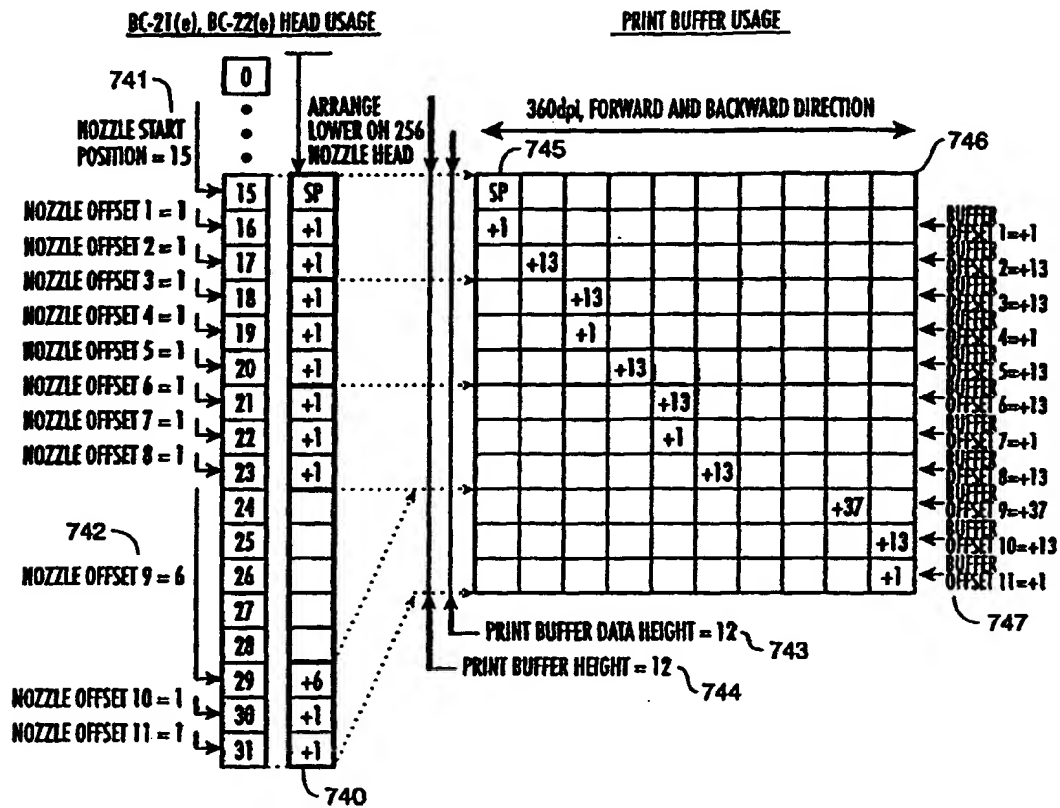 BC-21(e), BC-22(e) HEAD USAGE
PRINT BUFFER USAGE
741
0
NOZZLE START
POSITION = 15
ARRANGE
LOWER ON 256
NOZZLE HEAD
360dpi, FORWARD AND BACKWARD DIRECTION
745
746
15 SP SP
NOZZLE OFFSET 1 = 1
16 +1 +1
BUFFER
OFFSET 1=+1
NOZZLE OFFSET 2 = 1
17 +1 +13
BUFFER
OFFSET 2=+13
NOZZLE OFFSET 3 = 1
18 +1 +13
BUFFER
OFFSET 3=+13
NOZZLE OFFSET 4 = 1
19 +1 +1
BUFFER
OFFSET 4=+1
NOZZLE OFFSET 5 = 1
20 +1 +13
BUFFER
OFFSET 5=+13
NOZZLE OFFSET 6 = 1
21 +1 +13
BUFFER
OFFSET 6=+13
NOZZLE OFFSET 7 = 1
22 +1 +1
BUFFER
OFFSET 7=+1
NOZZLE OFFSET 8 = 1
23 +1 +13
BUFFER
OFFSET 8=+13
24 +37
BUFFER
OFFSET 9=+37
742
25 +13
BUFFER
OFFSET 10=+13
NOZZLE OFFSET 9 = 6
26 +1
BUFFER
OFFSET 11=+1
747
27
PRINT BUFFER DATA HEIGHT = 12
743
28
PRINT BUFFER HEIGHT = 12
744
29 +6
NOZZLE OFFSET 10 = 1
30 +1
NOZZLE OFFSET 11 = 1
31 +1
740